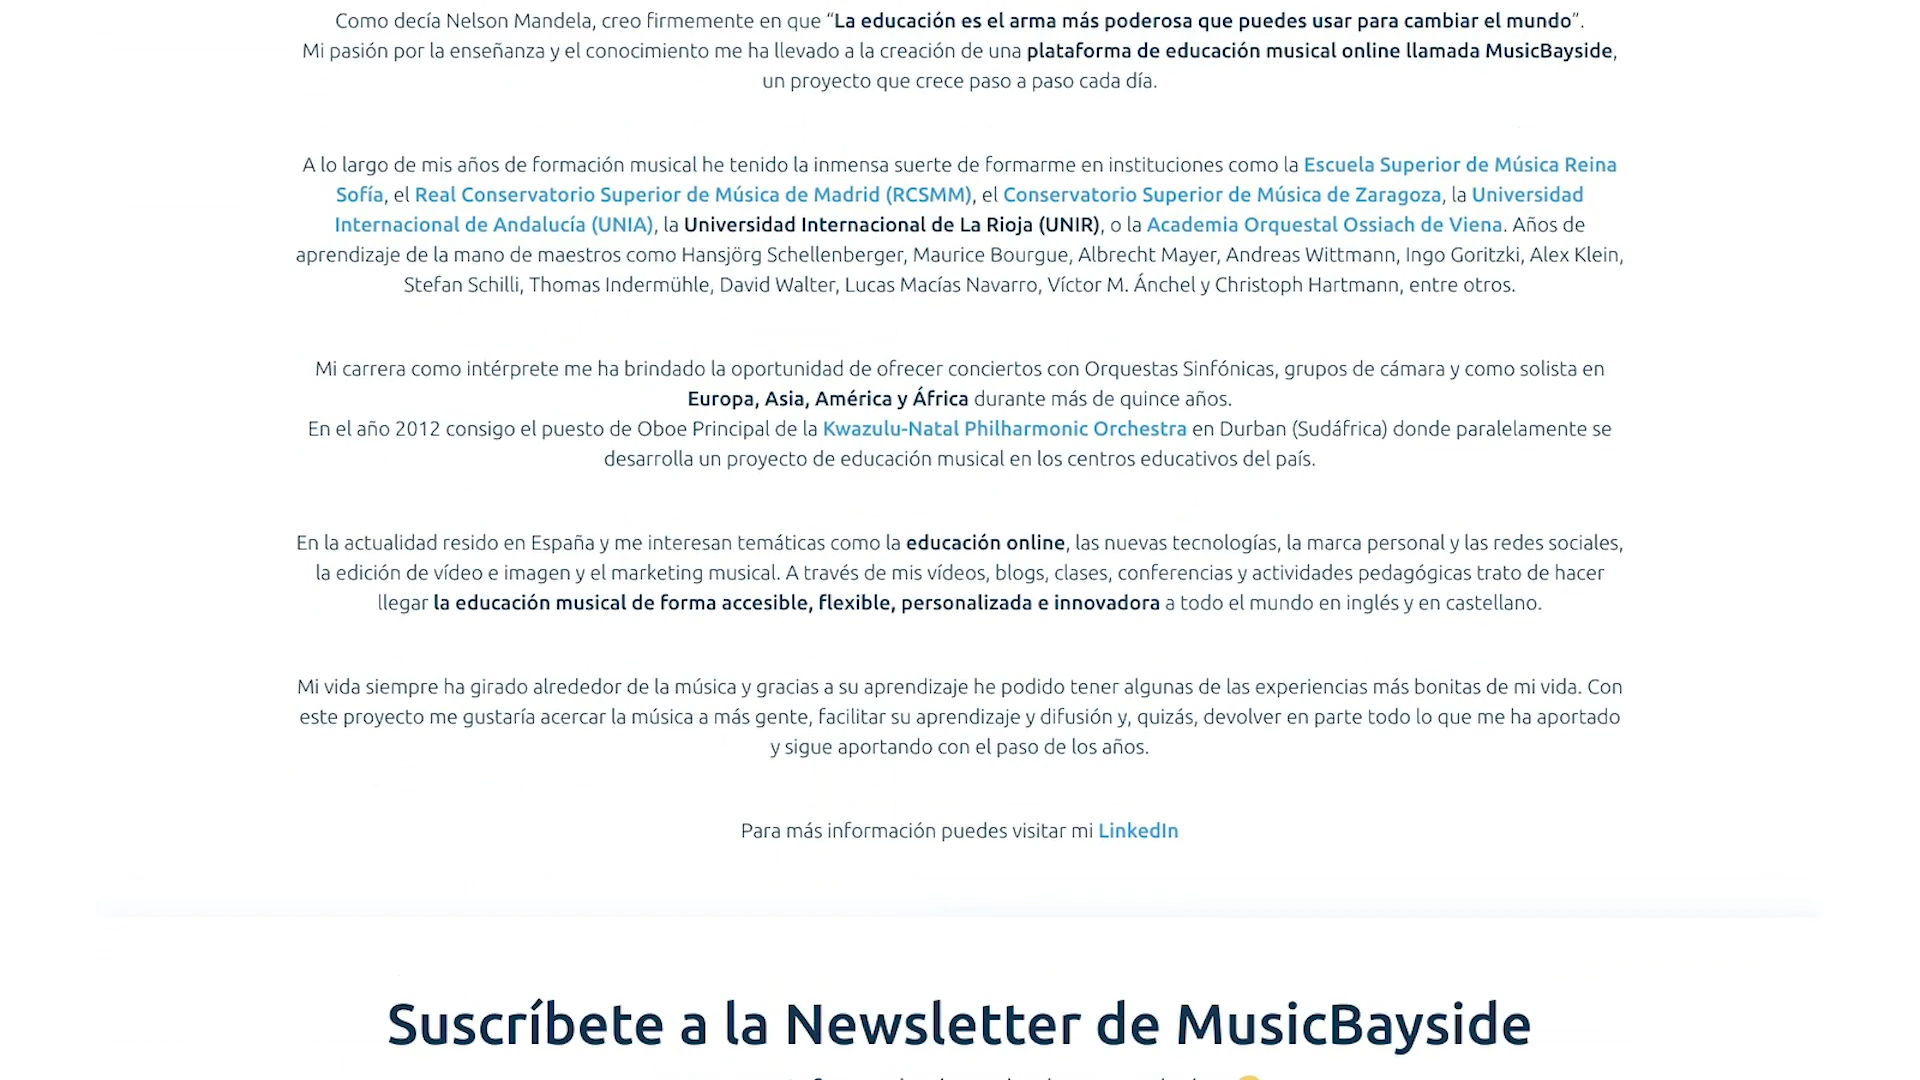 Como decía Nelson Mandela, creo firmemente en que “La educación es el arma más poderosa que puedes usar para cambiar el mundo”.
Mi pasión por la enseñanza y el conocimiento me ha llevado a la creación de una plataforma de educación musical online llamada MusicBayside,
un proyecto que crece paso a paso cada día.
A lo largo de mis años de formación musical he tenido la inmensa suerte de formarme en instituciones como la Escuela Superior de Música Reina
Sofía, el Real Conservatorio Superior de Música de Madrid (RCSMM), el Conservatorio Superior de Música de Zaragoza, la Universidad
Internacional de Andalucía (UNIA), la Universidad Internacional de La Rioja (UNIR), o la Academia Orquestal Ossiach de Viena. Años de
aprendizaje de la mano de maestros como Hansjörg Schellenberger, Maurice Bourgue, Albrecht Mayer, Andreas Wittmann, Ingo Goritzki, Alex Klein,
Stefan Schilli, Thomas Indermühle, David Walter, Lucas Macías Navarro, Víctor M. Ánchel y Christoph Hartmann, entre otros.
Mi carrera como intérprete me ha brindado la oportunidad de ofrecer conciertos con Orquestas Sinfónicas, grupos de cámara y como solista en
Europa, Asia, América y África durante más de quince años.
En el año 2012 consigo el puesto de Oboe Principal de la Kwazulu-Natal Philharmonic Orchestra en Durban (Sudáfrica) donde paralelamente se
desarrolla un proyecto de educación musical en los centros educativos del país.
En la actualidad resido en España y me interesan temáticas como la educación online, las nuevas tecnologías, la marca personal y las redes sociales,
la edición de vídeo e imagen y el marketing musical. A través de mis vídeos, blogs, clases, conferencias y actividades pedagógicas trato de hacer
llegar la educación musical de forma accesible, flexible, personalizada e innovadora a todo el mundo en inglés y en castellano.
Mi vida siempre ha girado alrededor de la música y gracias a su aprendizaje he podido tener algunas de las experiencias más bonitas de mi vida. Con
este proyecto me gustaría acercar la música a más gente, facilitar su aprendizaje y difusión y, quizás, devolver en parte todo lo que me ha aportado
y sigue aportando con el paso de los años.
Para más información puedes visitar mi LinkedIn
Suscríbete a la Newsletter de MusicBayside